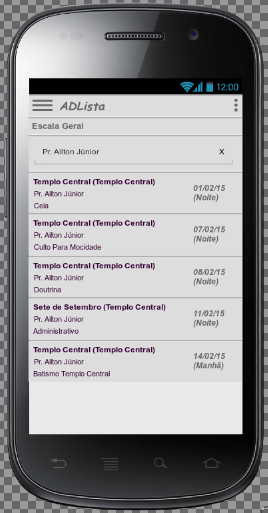 12:00
ADLista
Escala Geral
Pr. Ailton Júnior X
Templo Central (Templo Central)
Pr. Ailton Júnior
Ceia
01/02/15
(Noite)
Templo Central (Templo Central)
Pr. Ailton Júnior
Culto Para Mocidade
07/02/15
(Noite)
Templo Central (Templo Central)
Pr. Ailton Júnior
Doutrina
08/02/15
(Noite)
Sete de Setembro (Templo Central)
Pr. Ailton Júnior
Administrativo
11/02/15
(Noite)
Templo Central (Templo Central)
Pr. Ailton Júnior
Batismo Templo Central
14/02/15
(Manhã)